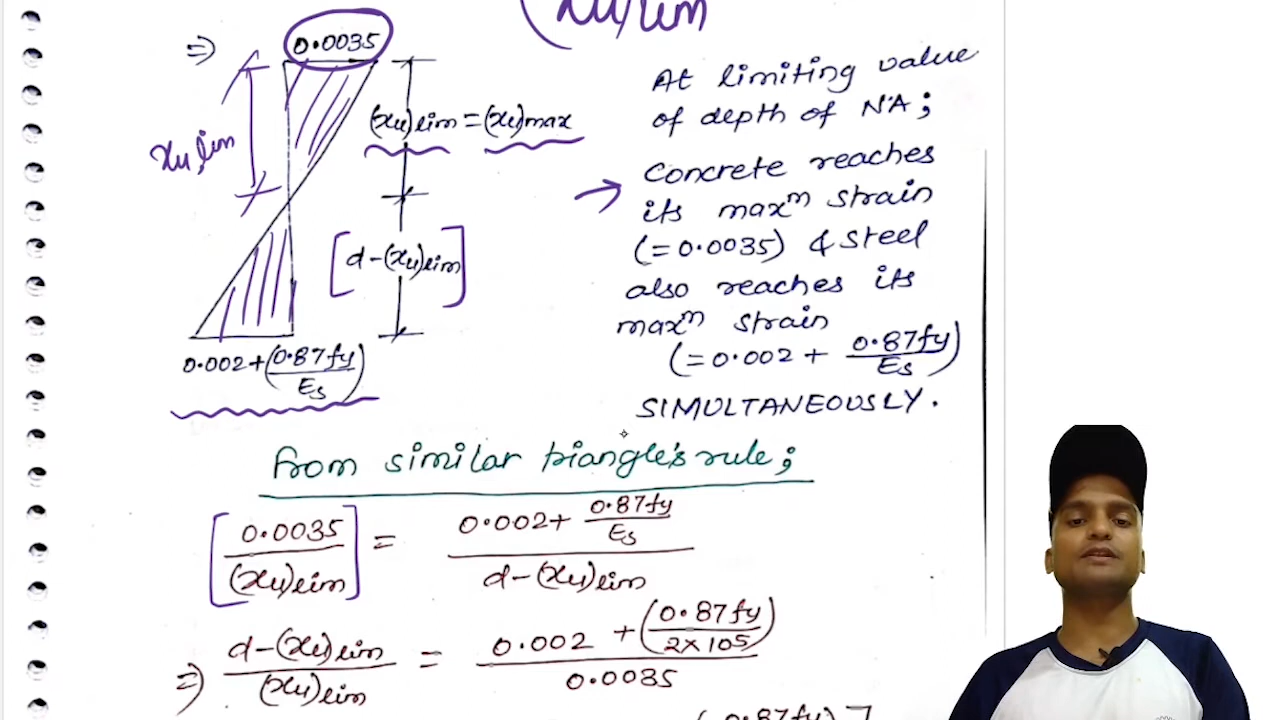 (xu)lim
⇒ 0.0035
xu,lim
(xu)lim = (xu)max
[d-(xu)lim]
0.002+(0.87fy/Es)
At limiting value
of depth of N.A;
→ Concrete reaches
its maxᵐ strain
(=0.0035) & steel
also reaches its
maxᵐ strain
(=0.002 + 0.87fy/Es)
SIMULTANEOUSLY.
From similar triangle's rule;
[0.0035/(xu)lim] = (0.002+ 0.87fy/Es)/(d-(xu)lim)
⇒ (d-(xu)lim)/(xu)lim = (0.002 +(0.87fy/2×10⁵))/0.0035
(0.87fy) ]